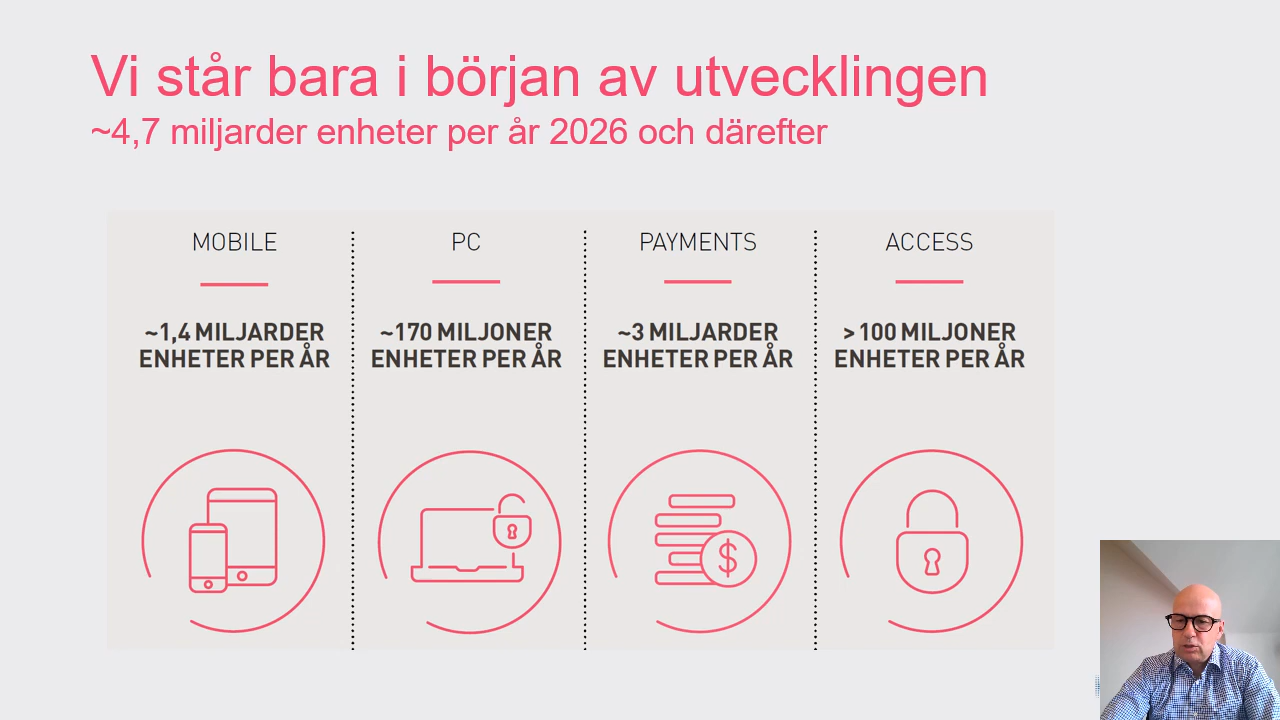 Vi står bara i början av utvecklingen
~4,7 miljarder enheter per år 2026 och därefter
MOBILE
~1,4 MILJARDER
ENHETER PER ÅR
PC
~170 MILJONER
ENHETER PER ÅR
PAYMENTS
~3 MILJARDER
ENHETER PER ÅR
$
ACCESS
> 100 MILJONER
ENHETER PER ÅR